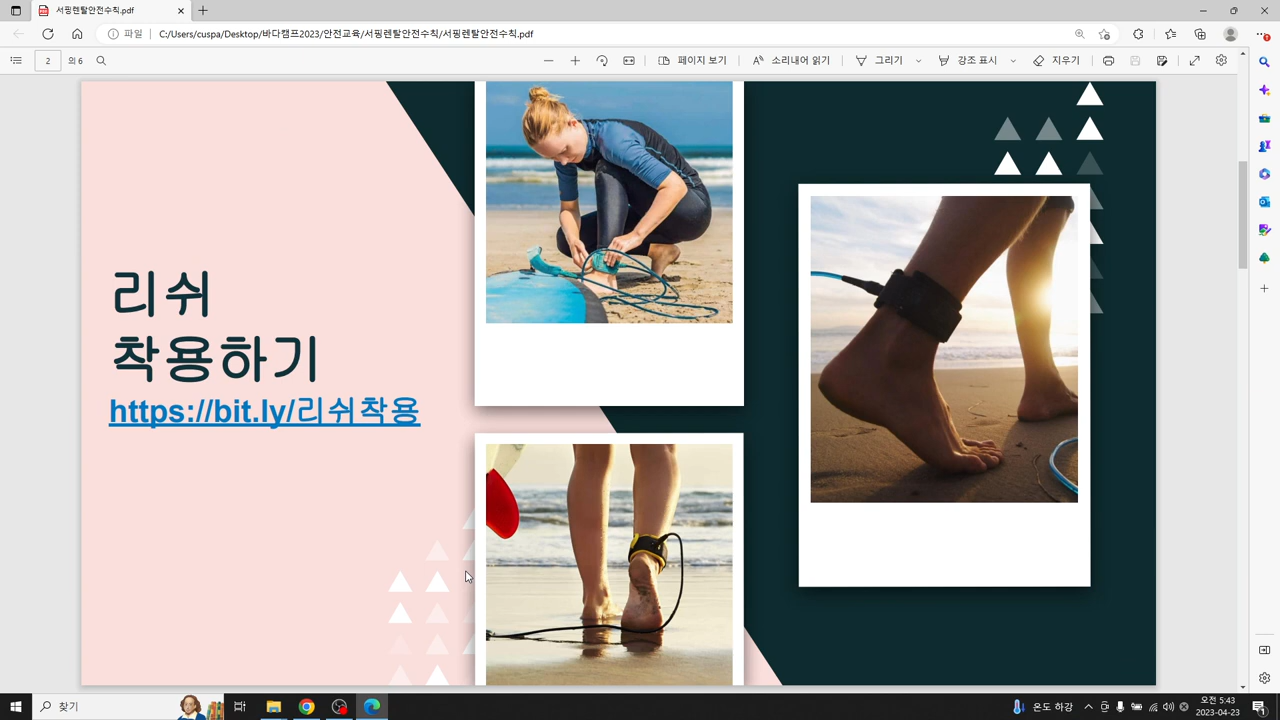 서핑렌탈안전수칙.pdf
파일 C:/Users/cuspa/Desktop/바다캠프2023/안전교육/서핑렌탈안전수칙/서핑렌탈안전수칙.pdf
2 의 6 페이지 보기 소리내어 읽기 그리기 강조 표시 지우기
리쉬
착용하기
https://bit.ly/리쉬착용
찾기
온도 하강
오전 5:43
2023-04-23